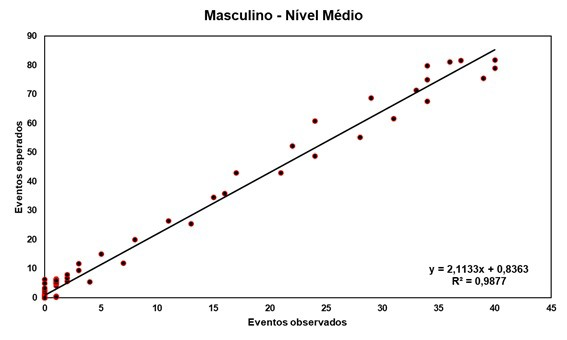 Masculino - Nível Médio
90
80
70
60
50
40
30
20
10
0
Eventos esperados
y = 2,1133x + 0,8363
R² = 0,9877
0 5 10 15 20 25 30 35 40 45
Eventos observados